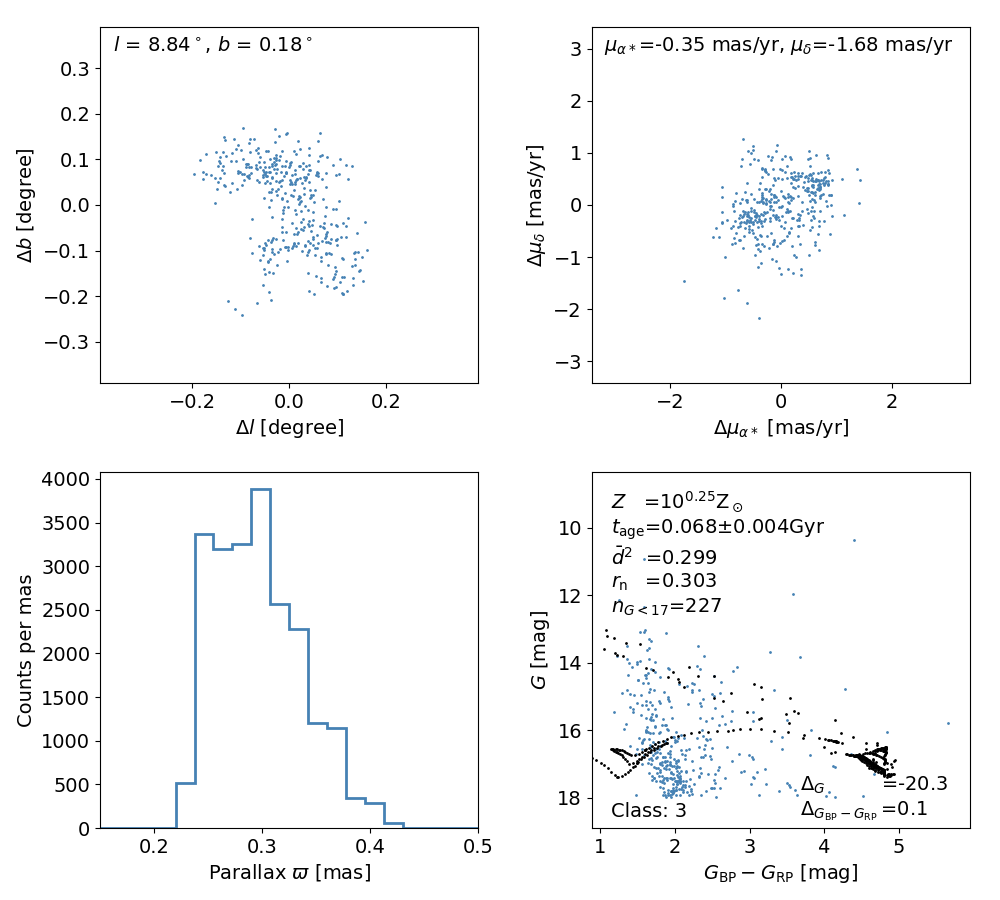 l = 8.84°, b = 0.18°
0.3
0.2
0.1
0.0
−0.1
−0.2
−0.3
Δb [degree]
−0.2 0.0 0.2
Δl [degree]
μα*=-0.35 mas/yr, μδ=-1.68 mas/yr
3
2
1
0
−1
−2
−3
Δμδ [mas/yr]
−2 0 2
Δμα* [mas/yr]
4000
3500
3000
2500
2000
1500
1000
500
0
Counts per mas
0.2 0.3 0.4 0.5
Parallax ϖ [mas]
Z =10^0.25 Z⊙
t_age=0.068±0.004Gyr
d̄² =0.299
r_n =0.303
n_G<17=227
10
12
14
16
18
G [mag]
Δ_G =-20.3
Δ_G_BP−G_RP =0.1
Class: 3
1 2 3 4 5
G_BP − G_RP [mag]